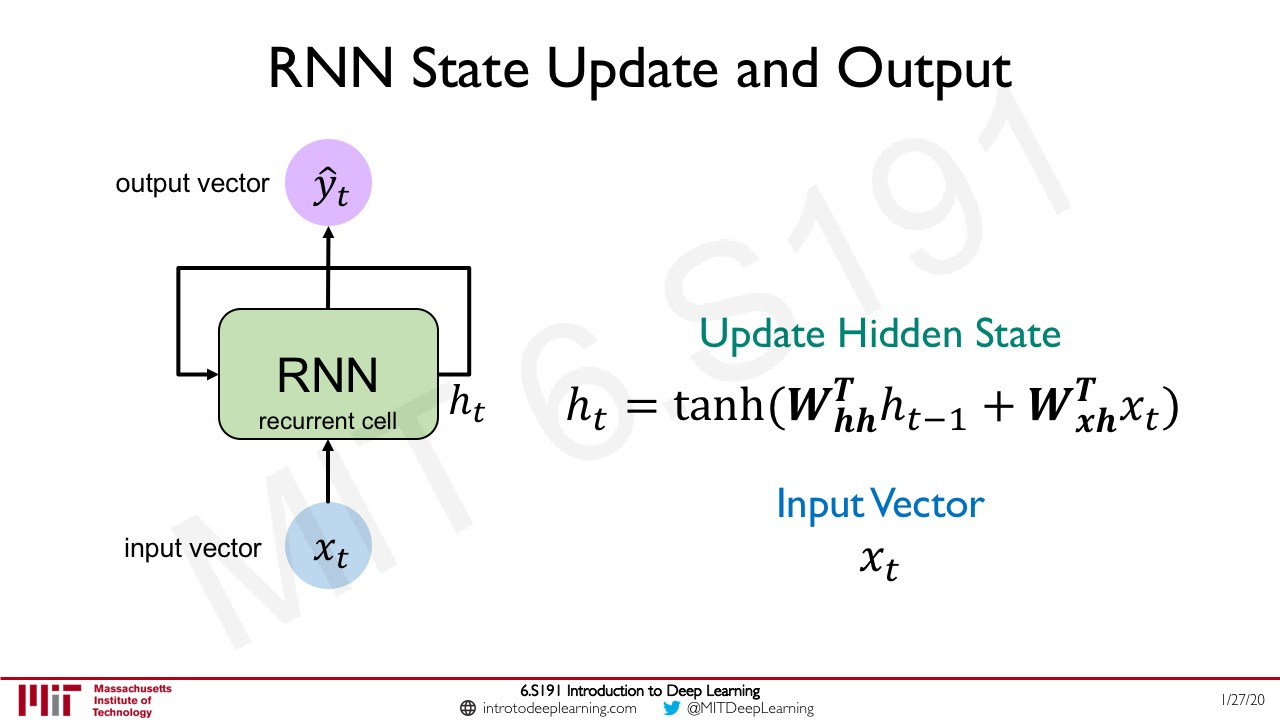 RNN State Update and Output
output vector
ŷ_t
RNN
recurrent cell
h_t
input vector
x_t
Update Hidden State
h_t = tanh(W_hh^T h_{t−1} + W_xh^T x_t)
Input Vector
x_t
MIT 6 S191
Massachusetts
Institute of
Technology
6.S191 Introduction to Deep Learning
introtodeeplearning.com @MITDeepLearning
1/27/20